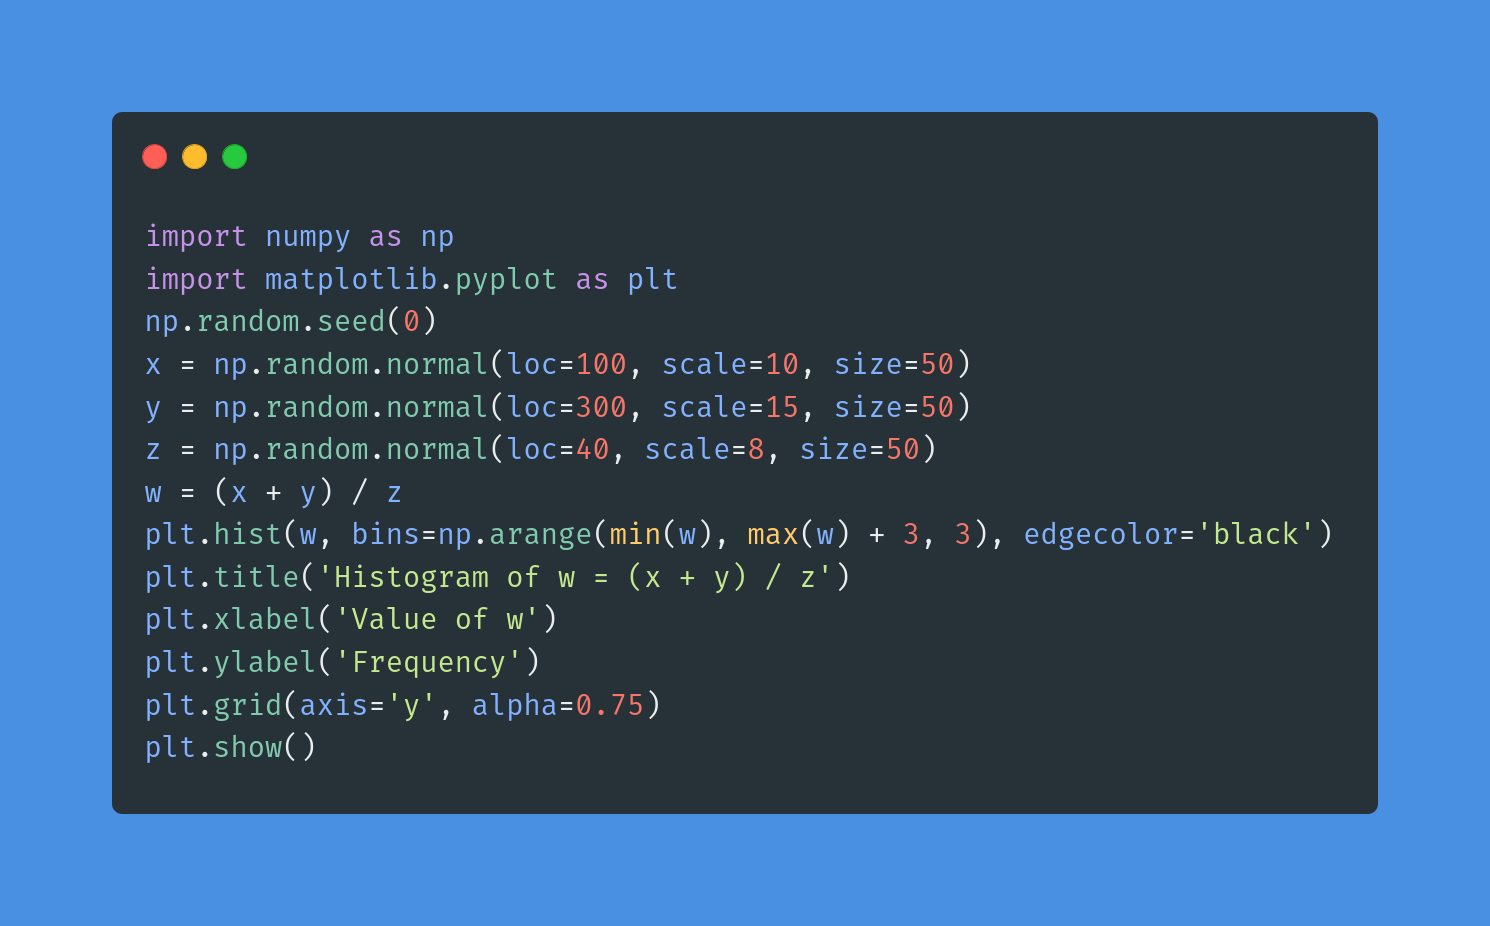 import numpy as np
import matplotlib.pyplot as plt
np.random.seed(0)
x = np.random.normal(loc=100, scale=10, size=50)
y = np.random.normal(loc=300, scale=15, size=50)
z = np.random.normal(loc=40, scale=8, size=50)
w = (x + y) / z
plt.hist(w, bins=np.arange(min(w), max(w) + 3, 3), edgecolor='black')
plt.title('Histogram of w = (x + y) / z')
plt.xlabel('Value of w')
plt.ylabel('Frequency')
plt.grid(axis='y', alpha=0.75)
plt.show()